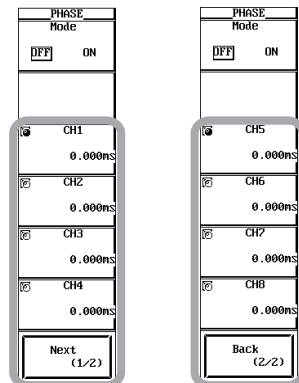 PHASE
Mode
OFF ON
CH1
0.000ms
CH2
0.000ms
CH3
0.000ms
CH4
0.000ms
Next
(1/2)
PHASE
Mode
OFF ON
CH5
0.000ms
CH6
0.000ms
CH7
0.000ms
CH8
0.000ms
Back
(2/2)